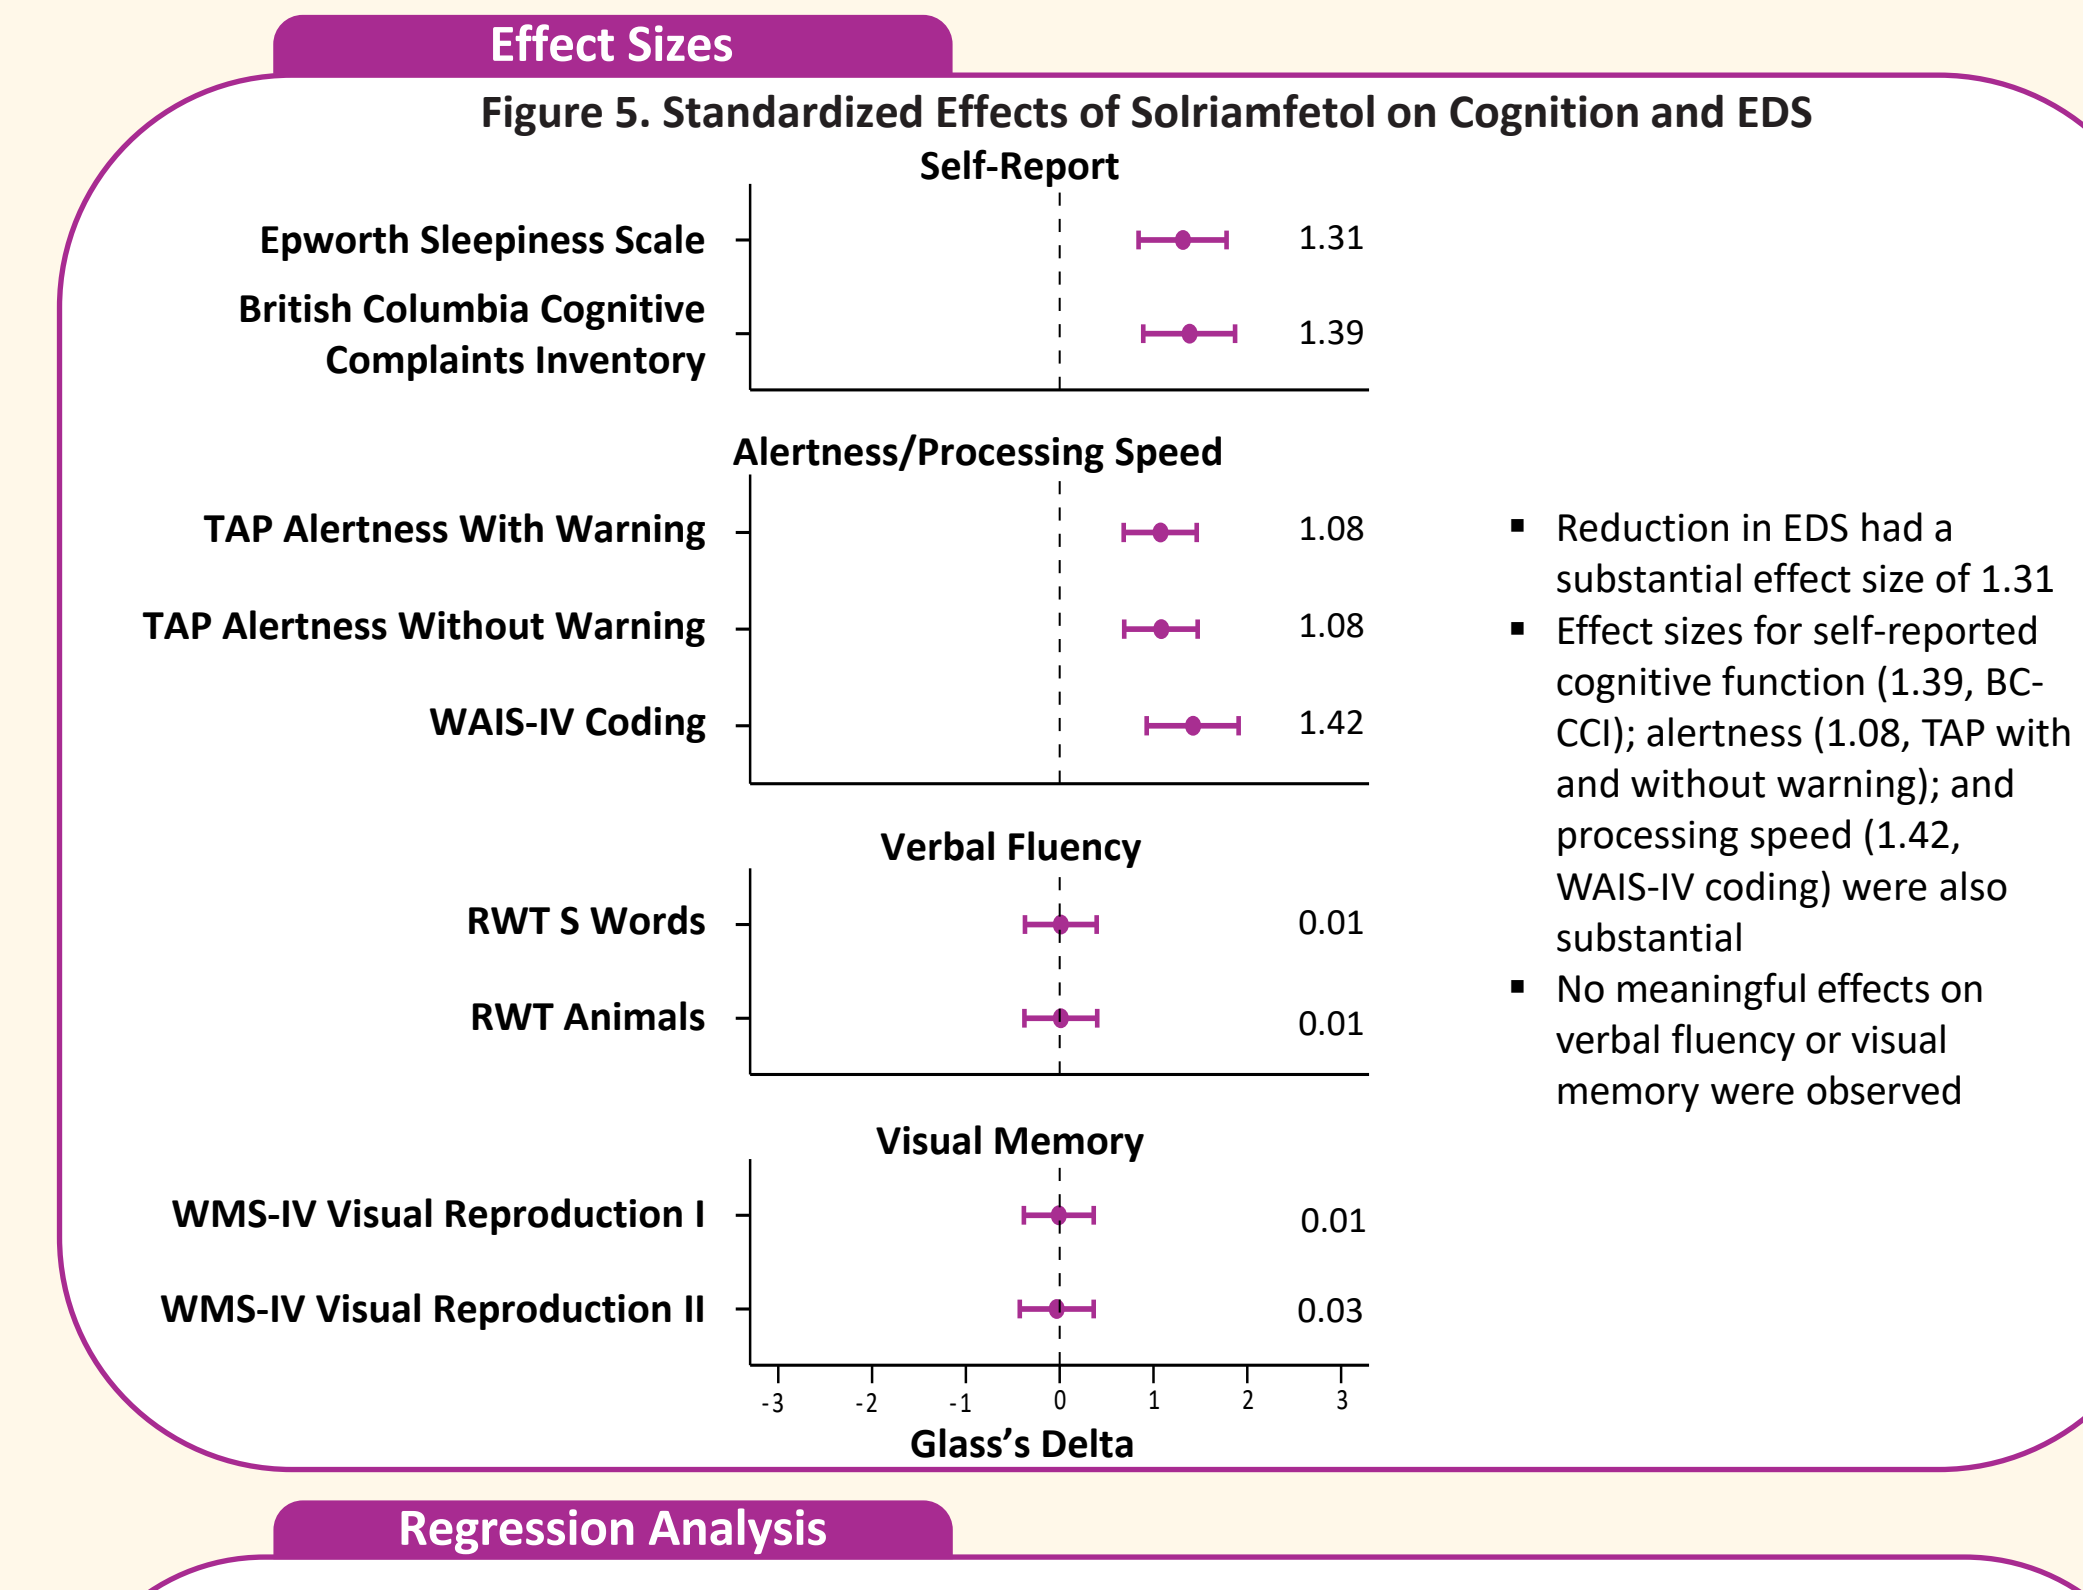 Effect Sizes
Figure 5. Standardized Effects of Solriamfetol on Cognition and EDS
Self-Report
Epworth Sleepiness Scale
1.31
British Columbia Cognitive
Complaints Inventory
1.39
Alertness/Processing Speed
TAP Alertness With Warning
1.08
TAP Alertness Without Warning
1.08
WAIS-IV Coding
1.42
Verbal Fluency
RWT S Words
0.01
RWT Animals
0.01
Visual Memory
WMS-IV Visual Reproduction I
0.01
WMS-IV Visual Reproduction II
0.03
-3 -2 -1 0 1 2 3
Glass’s Delta
▪ Reduction in EDS had a
substantial effect size of 1.31
▪ Effect sizes for self-reported
cognitive function (1.39, BC-
CCI); alertness (1.08, TAP with
and without warning); and
processing speed (1.42,
WAIS-IV coding) were also
substantial
▪ No meaningful effects on
verbal fluency or visual
memory were observed
Regression Analysis